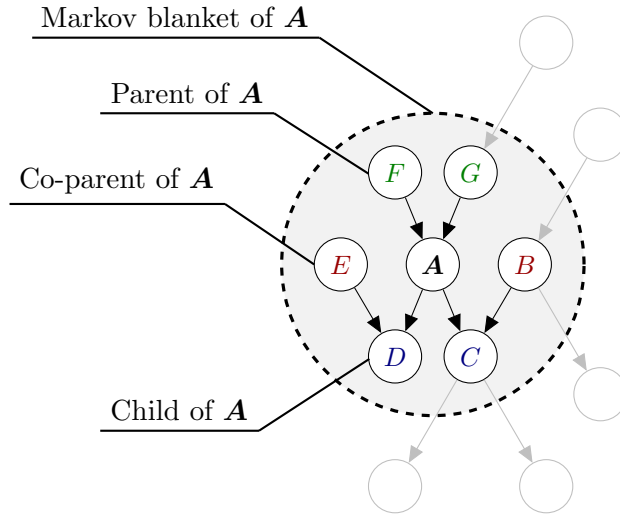 Markov blanket of A
Parent of A
Co-parent of A
F
G
E
A
B
D
C
Child of A